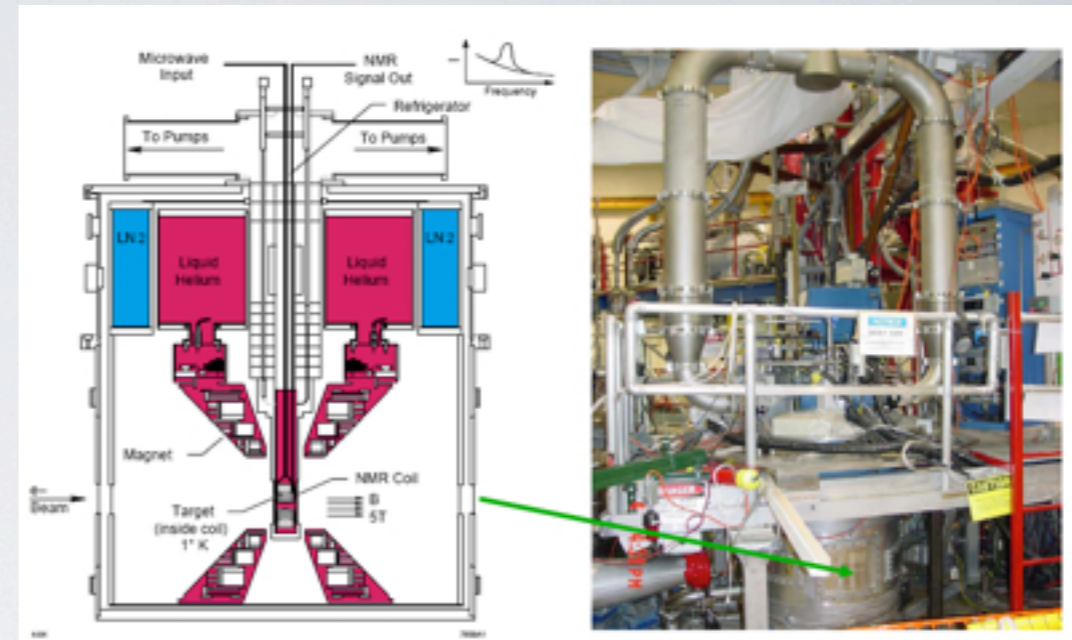 Microwave
Input
NMR
Signal Out
Frequency
Refrigerator
To Pumps
To Pumps
LN 2
Liquid
Helium
Liquid
Helium
LN 2
Magnet
NMR Coil
e-
Beam
Target
(inside coil)
1° K
B
5T
DANGER